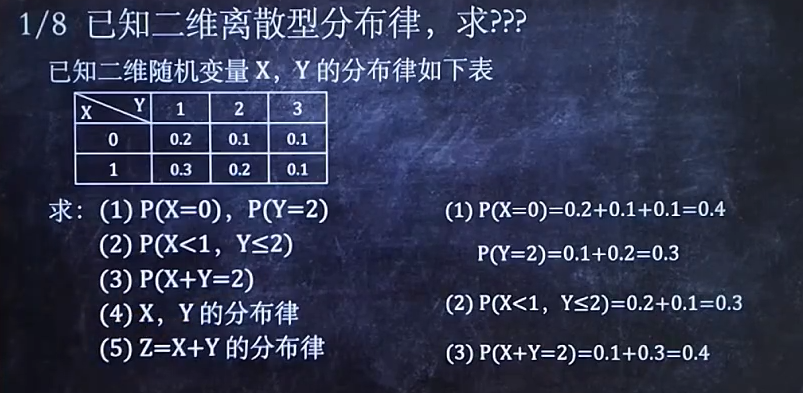 1/8 已知二维离散型分布律，求???
已知二维随机变量 X，Y 的分布律如下表
X Y 1 2 3
0 0.2 0.1 0.1
1 0.3 0.2 0.1
求：(1) P(X=0)，P(Y=2)
(2) P(X<1，Y≤2)
(3) P(X+Y=2)
(4) X，Y 的分布律
(5) Z=X+Y 的分布律
(1) P(X=0)=0.2+0.1+0.1=0.4
P(Y=2)=0.1+0.2=0.3
(2) P(X<1，Y≤2)=0.2+0.1=0.3
(3) P(X+Y=2)=0.1+0.3=0.4